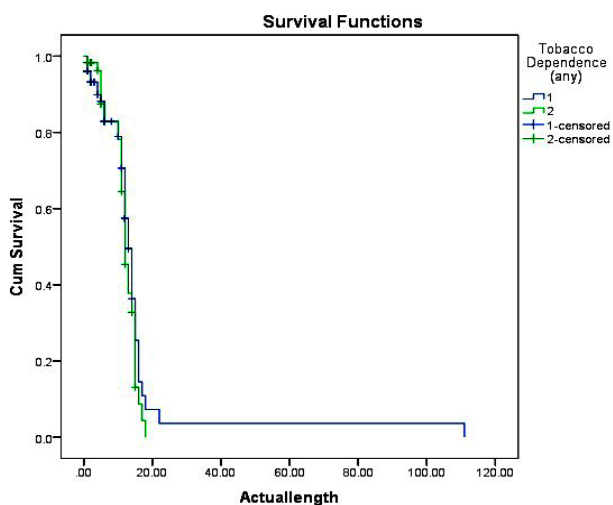 Survival Functions
Tobacco
Dependence
(any)
1
2
1-censored
2-censored
Cum Survival
1.0
0.8
0.6
0.4
0.2
0.0
.00 20.00 40.00 60.00 80.00 100.00 120.00
Actuallength